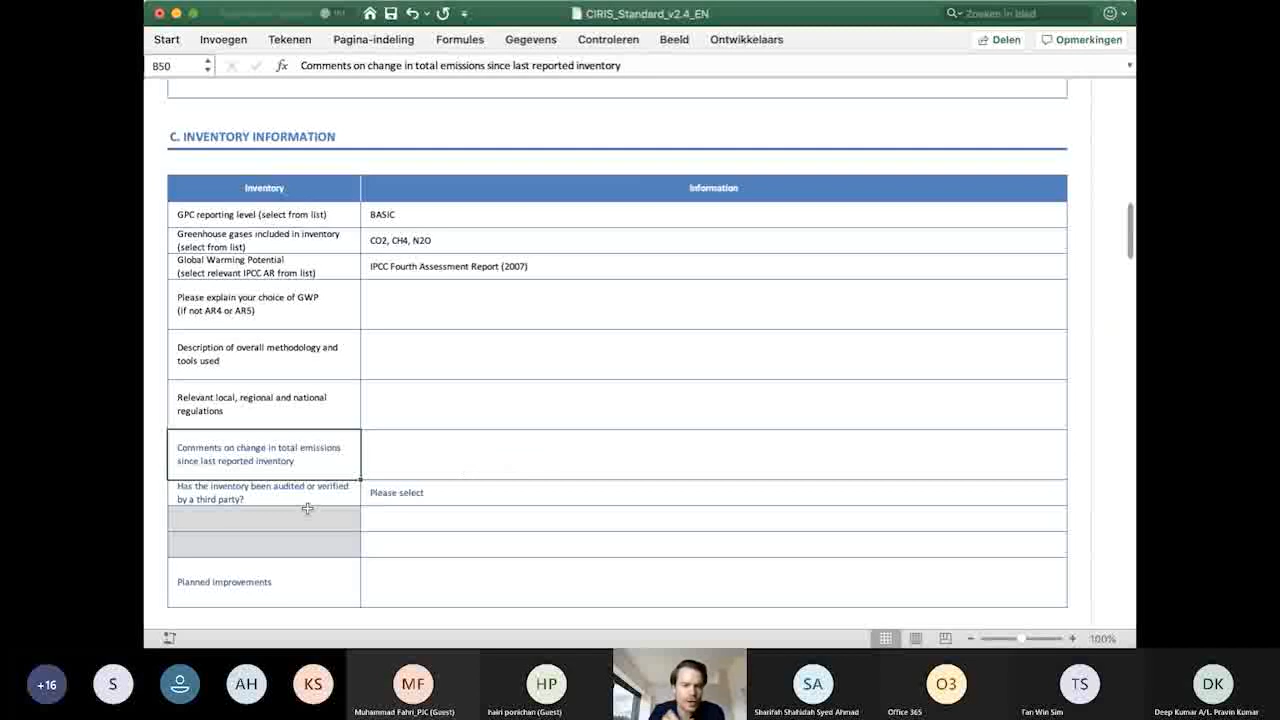 CIRIS_Standard_v2.4_EN
Zoeken in blad
Start Invoegen Tekenen Pagina-indeling Formules Gegevens Controleren Beeld Ontwikkelaars Delen Opmerkingen
B50 fx Comments on change in total emissions since last reported inventory
C. INVENTORY INFORMATION
Inventory Information
GPC reporting level (select from list) BASIC
Greenhouse gases included in inventory
(select from list)
CO2, CH4, N2O
Global Warming Potential
(select relevant IPCC AR from list)
IPCC Fourth Assessment Report (2007)
Please explain your choice of GWP
(if not AR4 or AR5)
Description of overall methodology and
tools used
Relevant local, regional and national
regulations
Comments on change in total emissions
since last reported inventory
Has the inventory been audited or verified
by a third party?
Please select
Planned improvements
100%
+16 S AH KS MF HP SA O3 TS DK
Muhammad Fahri_PJC (Guest) hairi ponichan (Guest) Sharifah Shahidah Syed Ahmad Office 365 Tan Win Sim Deep Kumar A/L. Pravin Kumar